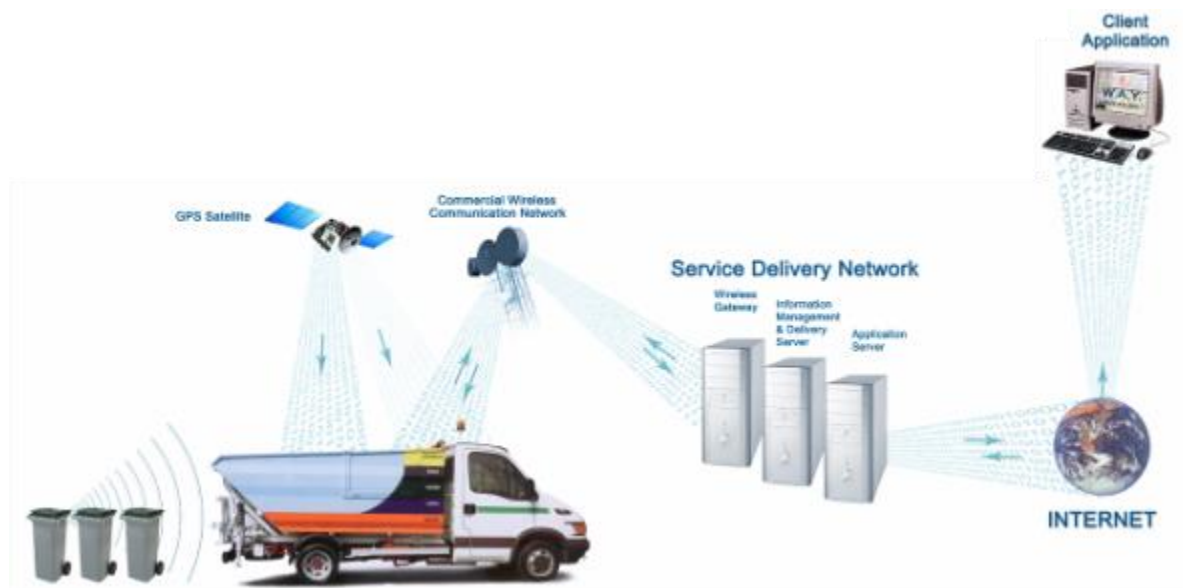 Client
Application
GPS Satellite
Commercial Wireless
Communication Network
Service Delivery Network
Wireless
Gateway
Information
Management
& Delivery
Server
Application
Server
W.A.Y.
INTERNET